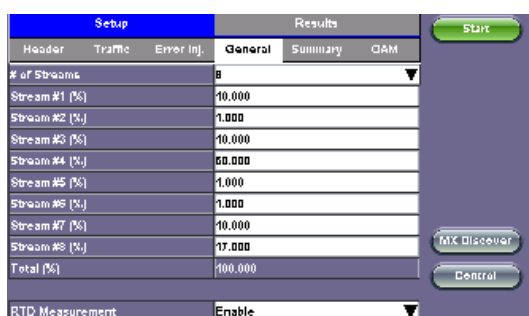 Setup Results
Header Traffic Error Inj. General Summary OAM
# of Streams 8
Stream #1 (%) 10.000
Stream #2 (%) 1.000
Stream #3 (%) 10.000
Stream #4 (%) 50.000
Stream #5 (%) 1.000
Stream #6 (%) 1.000
Stream #7 (%) 10.000
Stream #8 (%) 17.000
Total (%) 100.000
RTD Measurement Enable
Start
MX Discover
Control